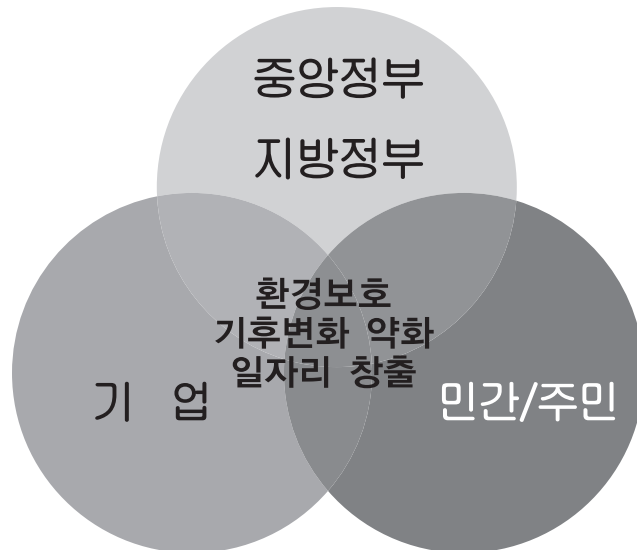 중앙정부
지방정부
환경보호
기후변화 약화
일자리 창출
기 업
민간/주민